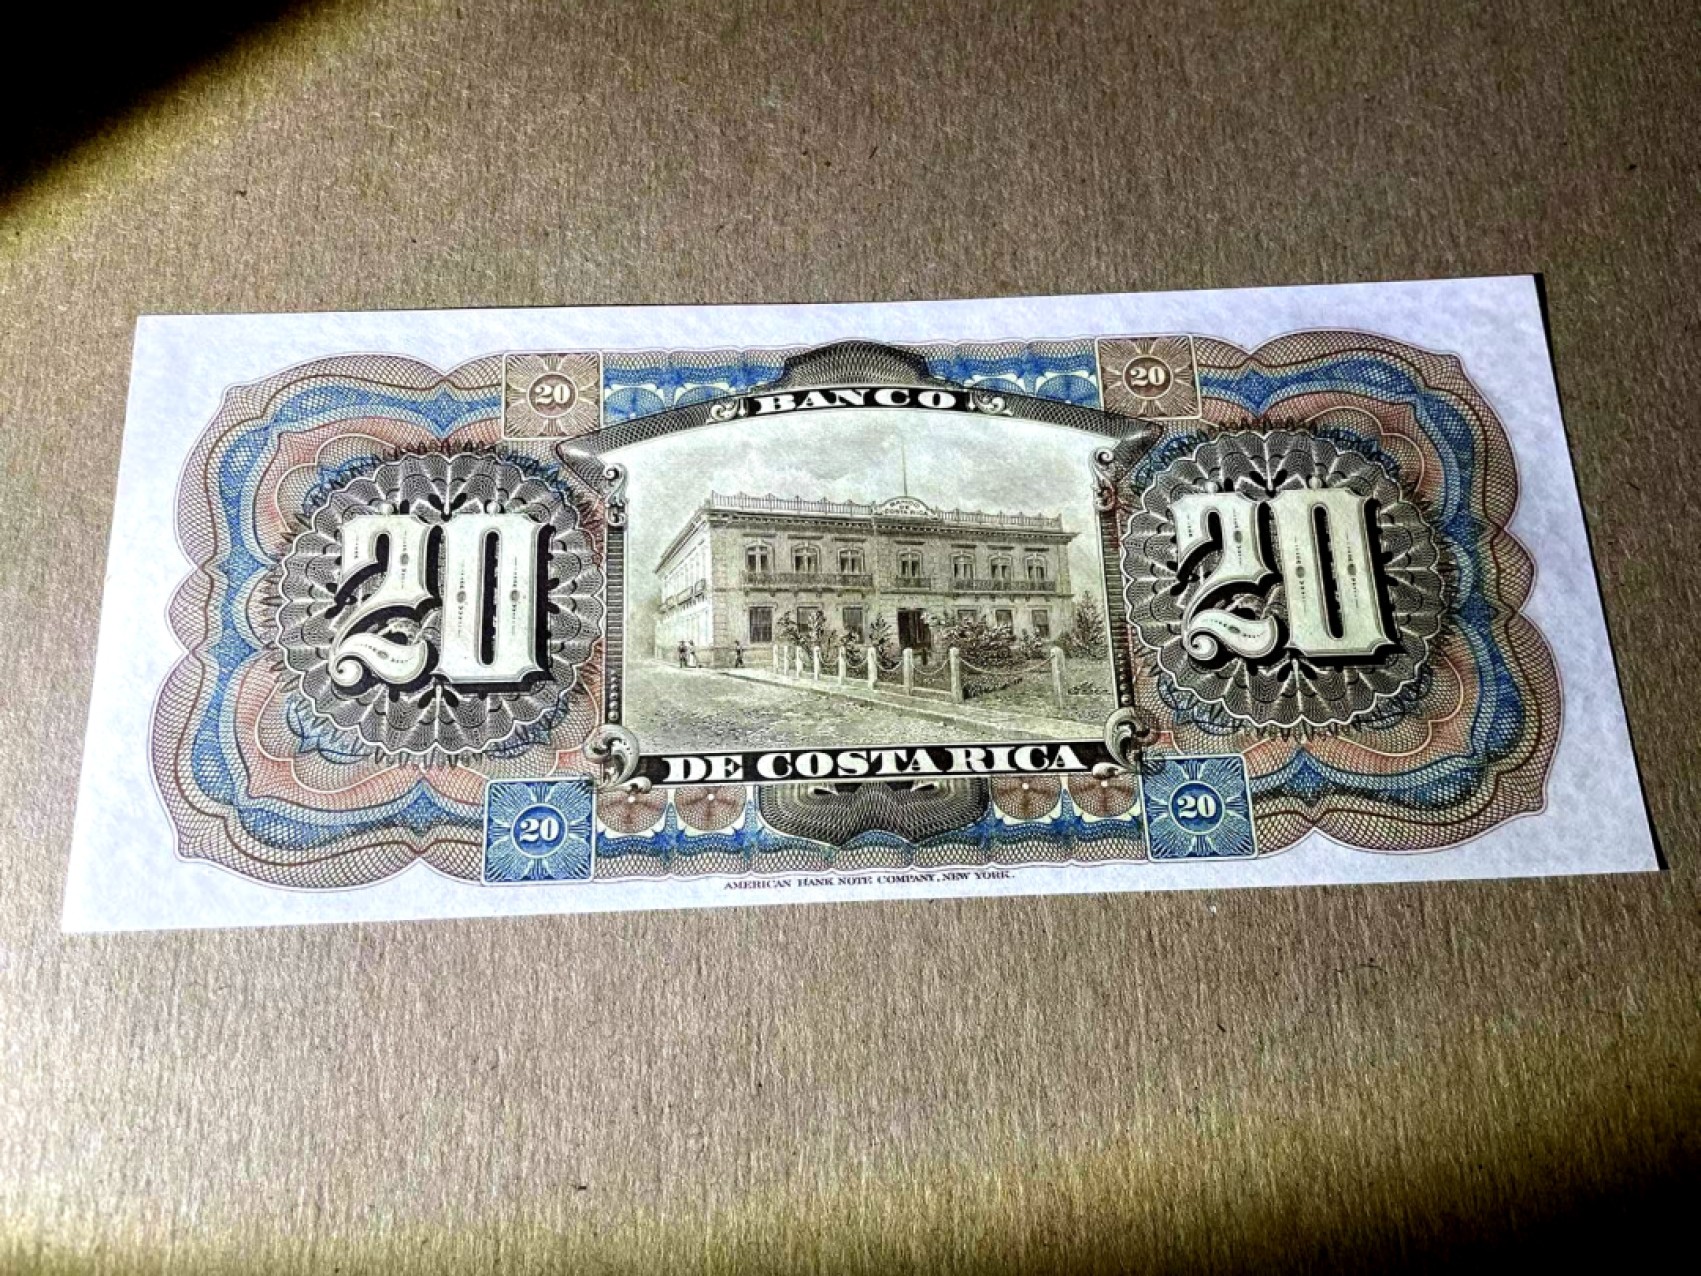 20 20
BANCO
20 20
DE COSTA RICA
20 20
AMERICAN BANK NOTE COMPANY, NEW YORK.